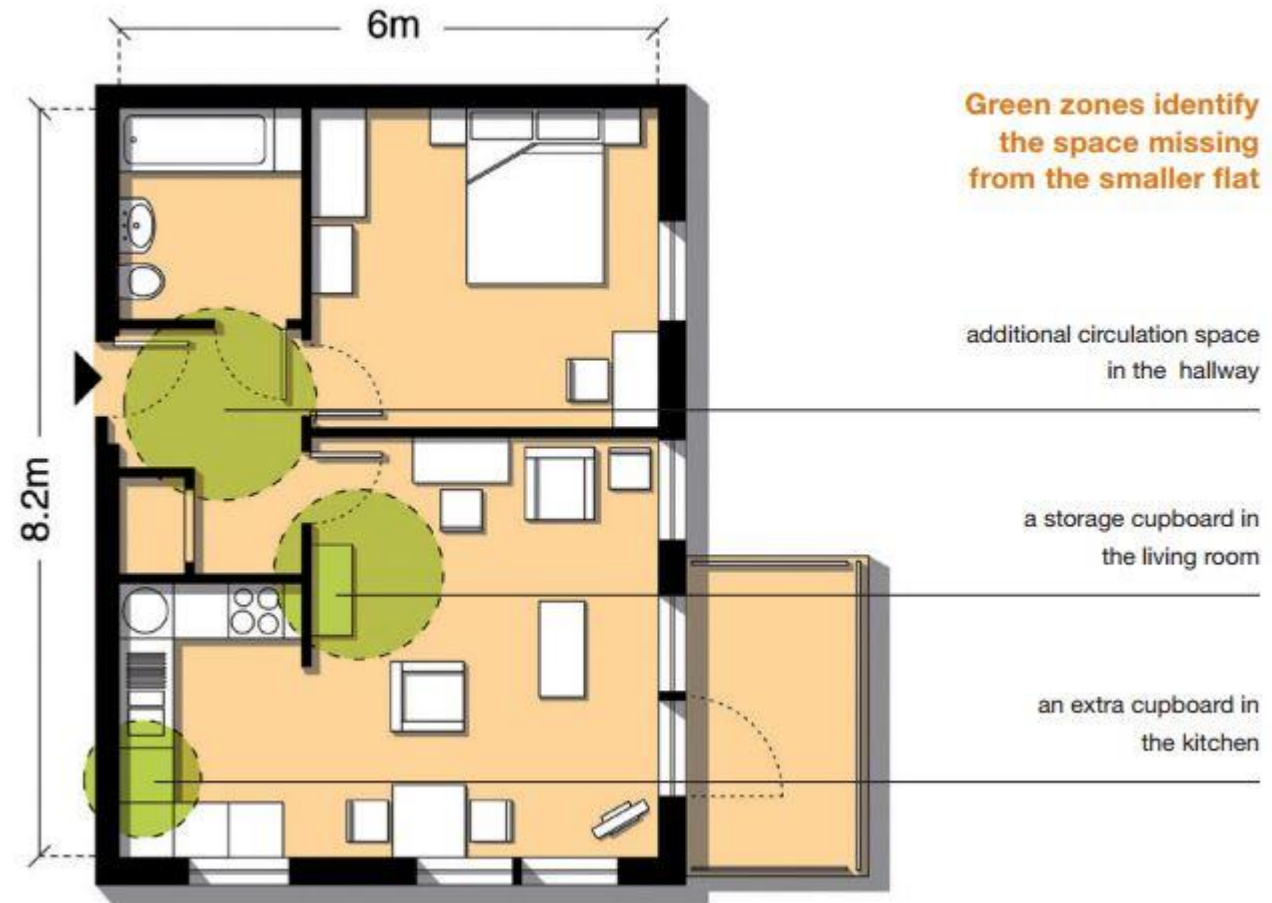 6m
8.2m
Green zones identify
the space missing
from the smaller flat
additional circulation space
in the hallway
a storage cupboard in
the living room
an extra cupboard in
the kitchen